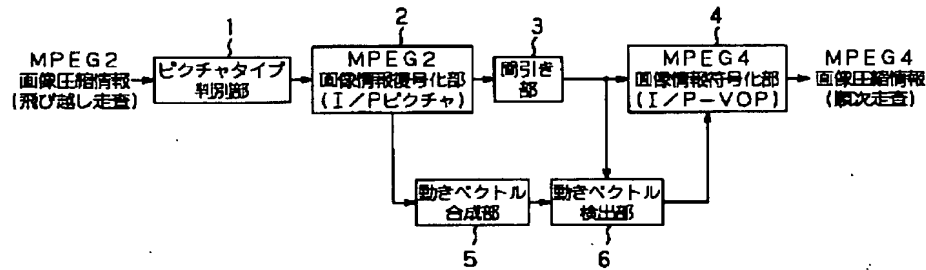 1
2
3
4
MPEG2
画像圧縮情報
(飛び越し走査)
ピクチャタイプ
判別部
MPEG2
画像情報復号化部
(I/Pピクチャ)
間引き
部
MPEG4
画像情報符号化部
(I/P-VOP)
MPEG4
画像圧縮情報
(順次走査)
動きベクトル
合成部
動きベクトル
検出部
5
6